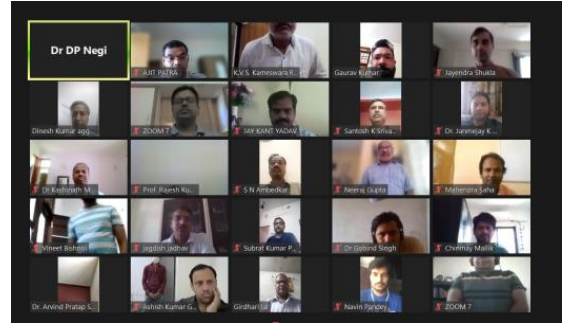 Dr DP Negi
AJIT PATRA
K.V.S. Kameswara R...
Gaurav Kumar
Jayendra Shukla
Dinesh Kumar agg...
ZOOM 7
JAY KANT YADAV
Santosh K Sriva...
Dr. Janmejay K...
Dr Kashinath M...
Prof. Rajesh Ku...
S N Ambedkar
Neeraj Gupta
Mahendra Saha
Vineet Bishnoi
jagdish jadhav
Subrat Kumar P...
Dr Gobind Singh
Chinmay Mallik
Dr. Arvind Pratap S...
Ashish Kumar G...
Girdhari lal
Navin Pandey
ZOOM 7